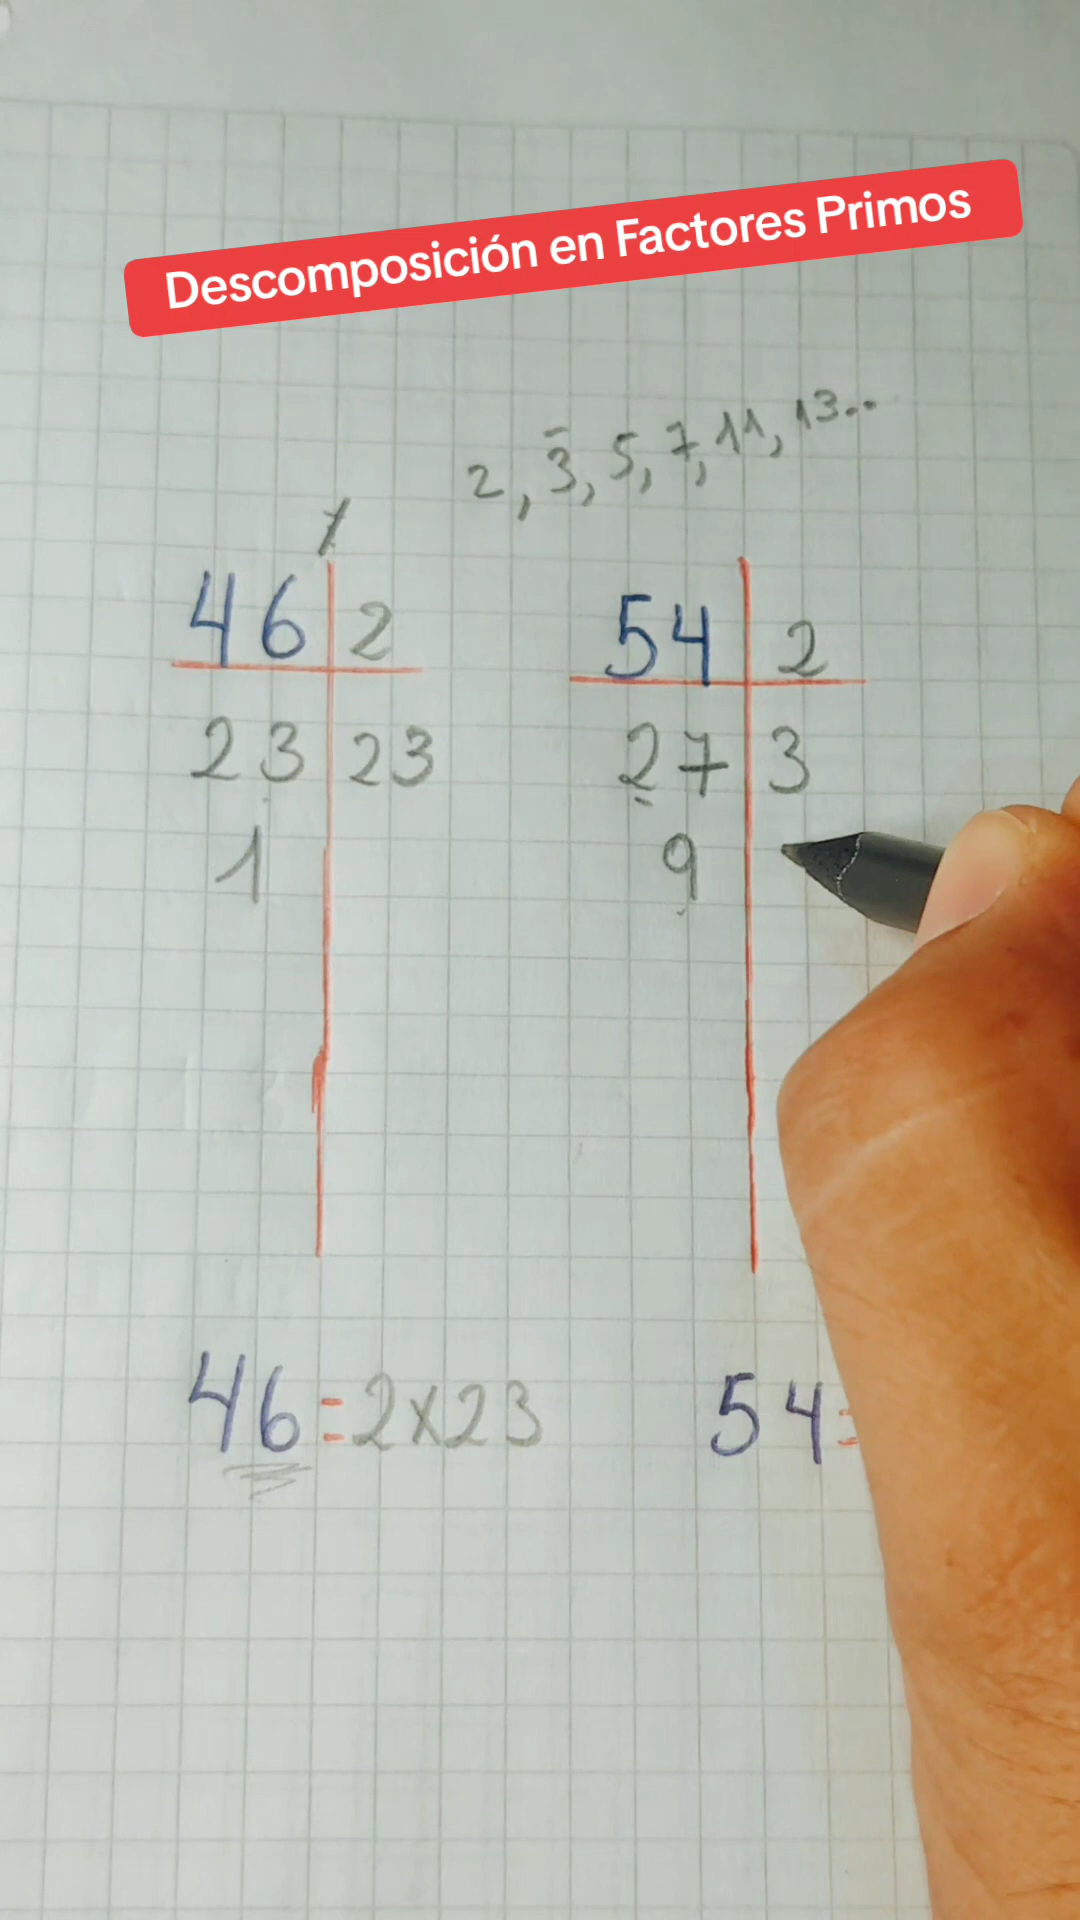 Descomposición en Factores Primos
2, 3, 5, 7, 11, 13..
46 2
23 23
1
54 2
27 3
9
46 = 2x23
54=